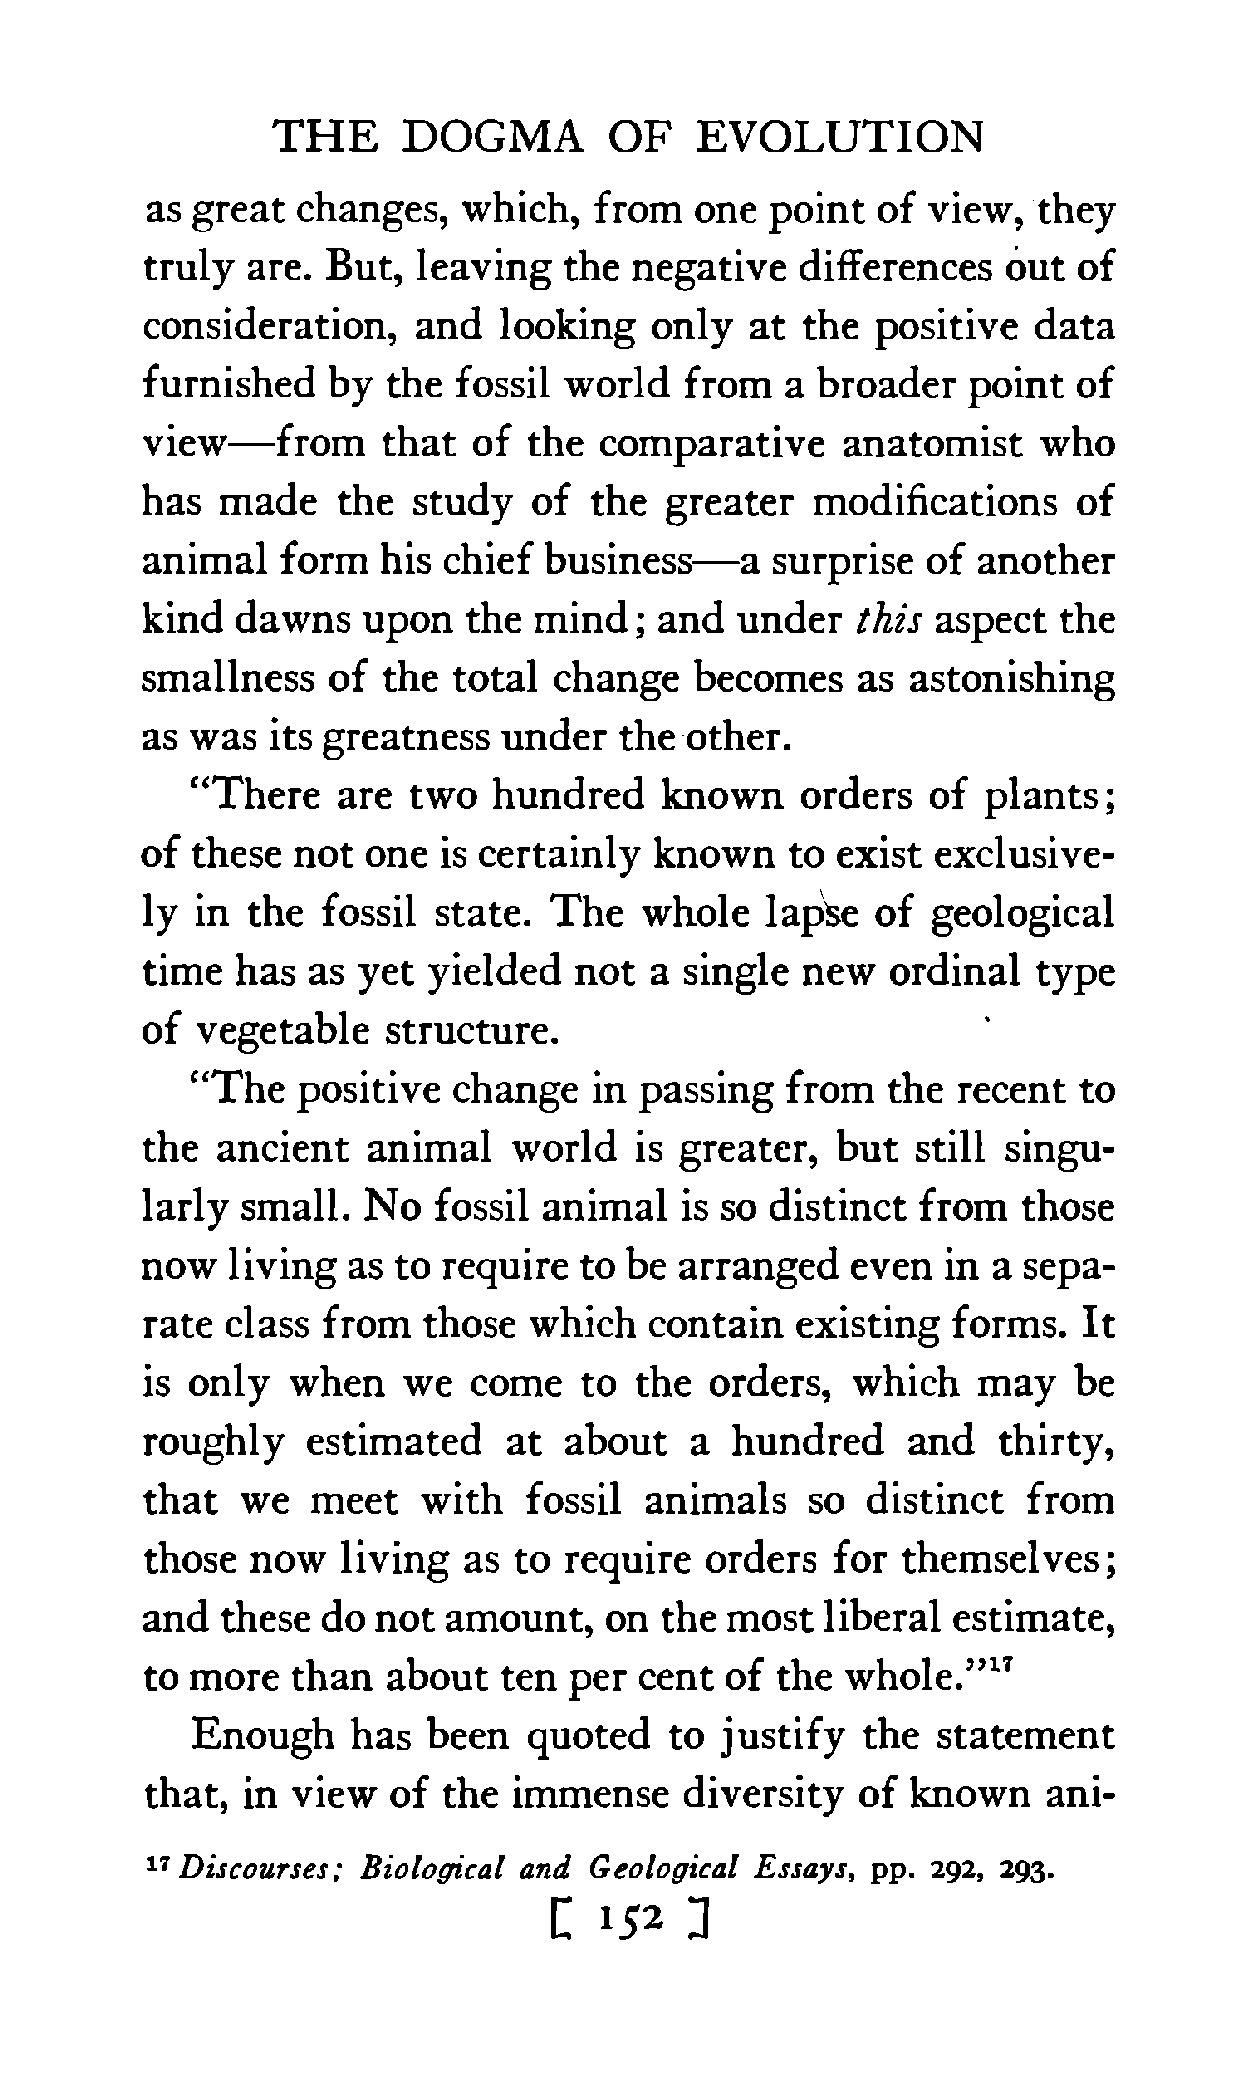 THE DOGMA OF EVOLUTION
as great changes, which, from one point of view, they
truly are. But, leaving the negative differences out of
consideration, and looking only at the positive data
furnished by the fossil world from a broader point of
view—from that of the comparative anatomist who
has made the study of the greater modifications of
animal form his chief business—a surprise of another
kind dawns upon the mind; and under this aspect the
smallness of the total change becomes as astonishing
as was its greatness under the other.
“There are two hundred known orders of plants;
of these not one is certainly known to exist exclusive-
ly in the fossil state. The whole lapse of geological
time has as yet yielded not a single new ordinal type
of vegetable structure.
“The positive change in passing from the recent to
the ancient animal world is greater, but still singu-
larly small. No fossil animal is so distinct from those
now living as to require to be arranged even in a sepa-
rate class from those which contain existing forms. It
is only when we come to the orders, which may be
roughly estimated at about a hundred and thirty,
that we meet with fossil animals so distinct from
those now living as to require orders for themselves;
and these do not amount, on the most liberal estimate,
to more than about ten per cent of the whole.”¹⁷
Enough has been quoted to justify the statement
that, in view of the immense diversity of known ani-
¹⁷ Discourses; Biological and Geological Essays, pp. 292, 293.
[ 152 ]